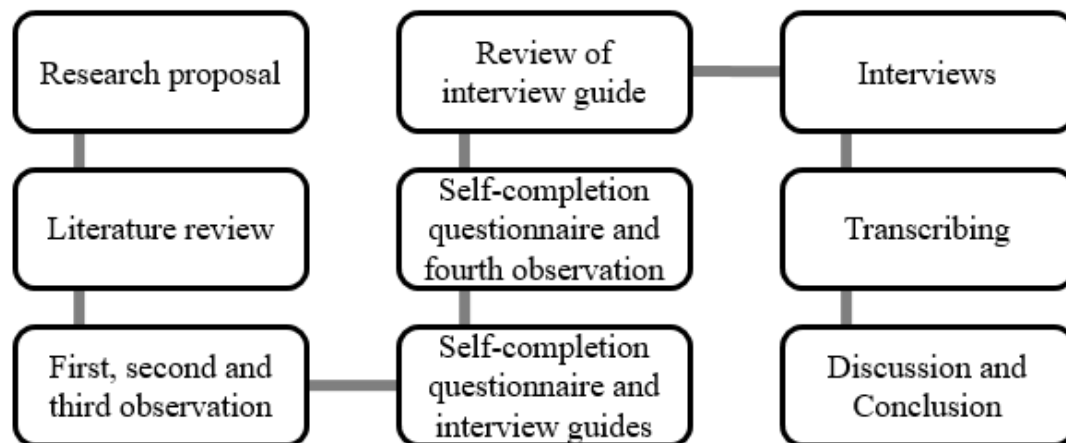 Research proposal
Literature review
First, second and
third observation
Self-completion
questionnaire and
interview guides
Self-completion
questionnaire and
fourth observation
Review of
interview guide
Interviews
Transcribing
Discussion and
Conclusion